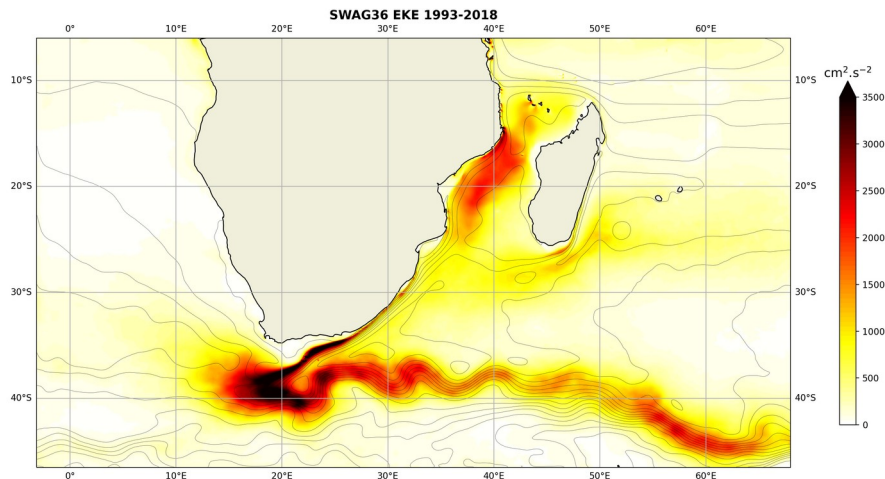 SWAG36 EKE 1993-2018
0° 10°E 20°E 30°E 40°E 50°E 60°E
cm².s⁻²
10°S 10°S
3500
3000
2500
20°S 20°S
2000
1500
30°S 30°S
1000
500
40°S 40°S
0
0° 10°E 20°E 30°E 40°E 50°E 60°E